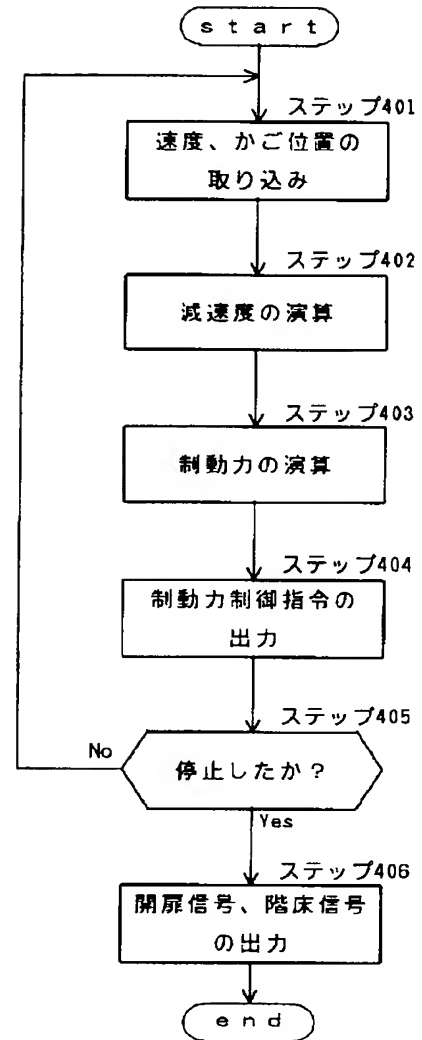 start
ステップ401
速度、かご位置の
取り込み
ステップ402
減速度の演算
ステップ403
制動力の演算
ステップ404
制動力制御指令の
出力
ステップ405
停止したか?
No
Yes
ステップ406
開扉信号、階床信号
の出力
end